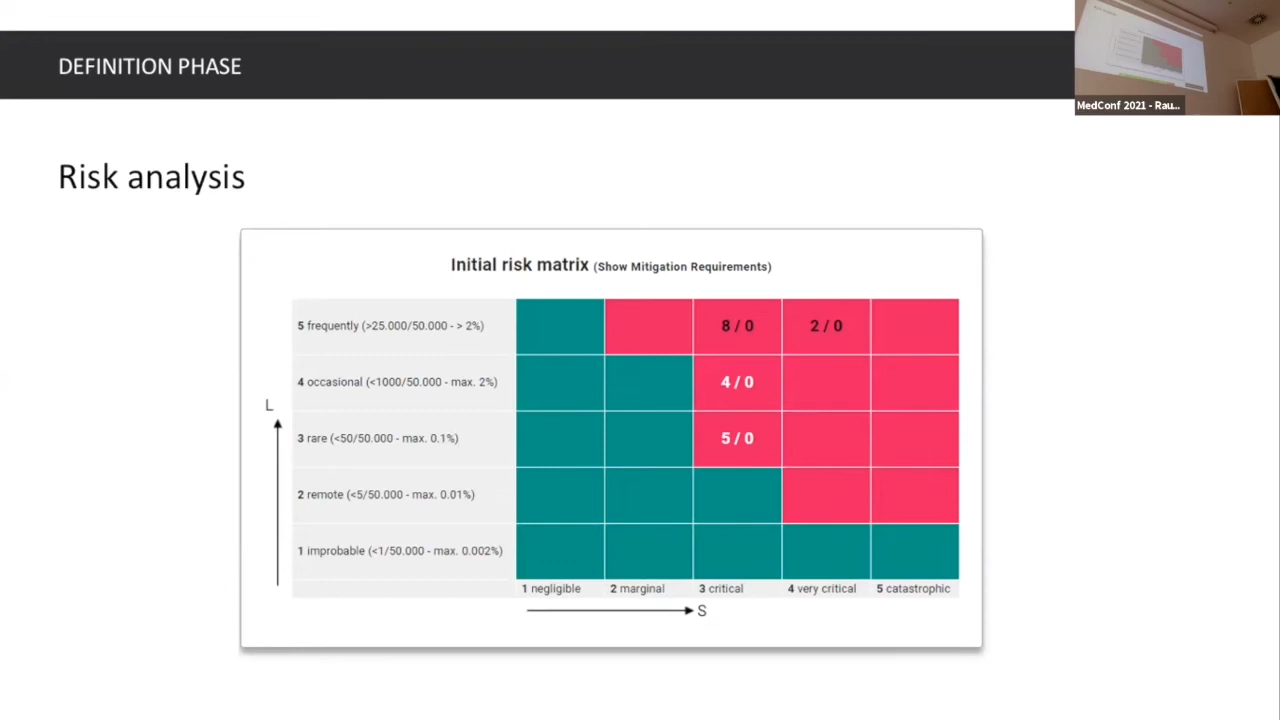 DEFINITION PHASE
MedConf 2021 - Rau...
Risk analysis
Initial risk matrix (Show Mitigation Requirements)
5 frequently (>25.000/50.000 - > 2%)
8 / 0
2 / 0
4 occasional (<1000/50.000 - max. 2%)
4 / 0
L
3 rare (<50/50.000 - max. 0.1%)
5 / 0
2 remote (<5/50.000 - max. 0.01%)
1 improbable (<1/50.000 - max. 0.002%)
1 negligible
2 marginal
3 critical
4 very critical
5 catastrophic
S